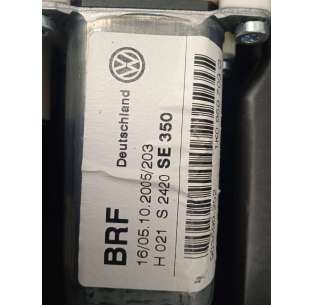 Deutschland
BRF
16/05.10.2005/203
H 021 S 2420 SE 350